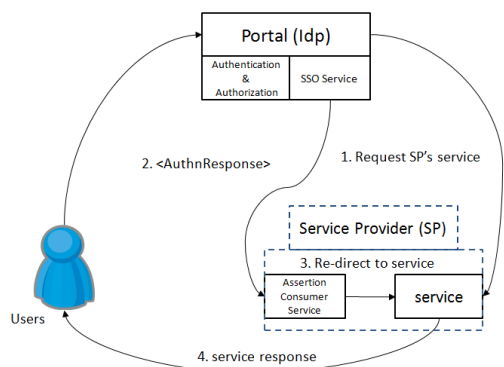 Portal (Idp)
Authentication
&
Authorization
SSO Service
2. <AuthnResponse>
1. Request SP's service
Service Provider (SP)
3. Re-direct to service
Assertion
Consumer
Service
service
Users
4. service response